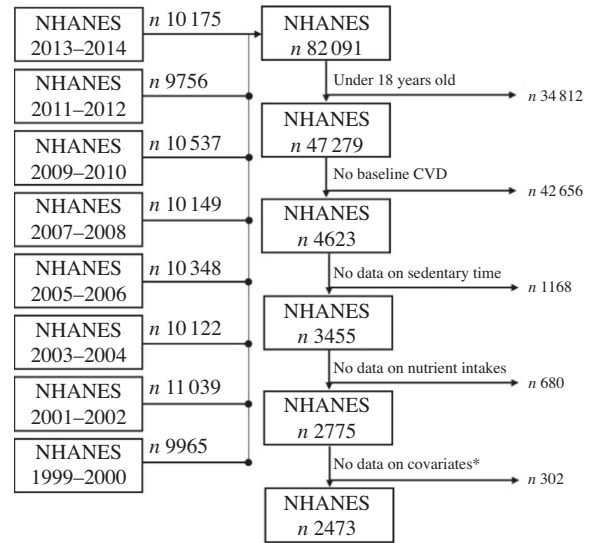 NHANES
2013–2014
n 10 175
NHANES
2011–2012
n 9756
NHANES
2009–2010
n 10 537
NHANES
2007–2008
n 10 149
NHANES
2005–2006
n 10 348
NHANES
2003–2004
n 10 122
NHANES
2001–2002
n 11 039
NHANES
1999–2000
n 9965
NHANES
n 82 091
Under 18 years old
n 34 812
NHANES
n 47 279
No baseline CVD
n 42 656
NHANES
n 4623
No data on sedentary time
n 1168
NHANES
n 3455
No data on nutrient intakes
n 680
NHANES
n 2775
No data on covariates*
n 302
NHANES
n 2473